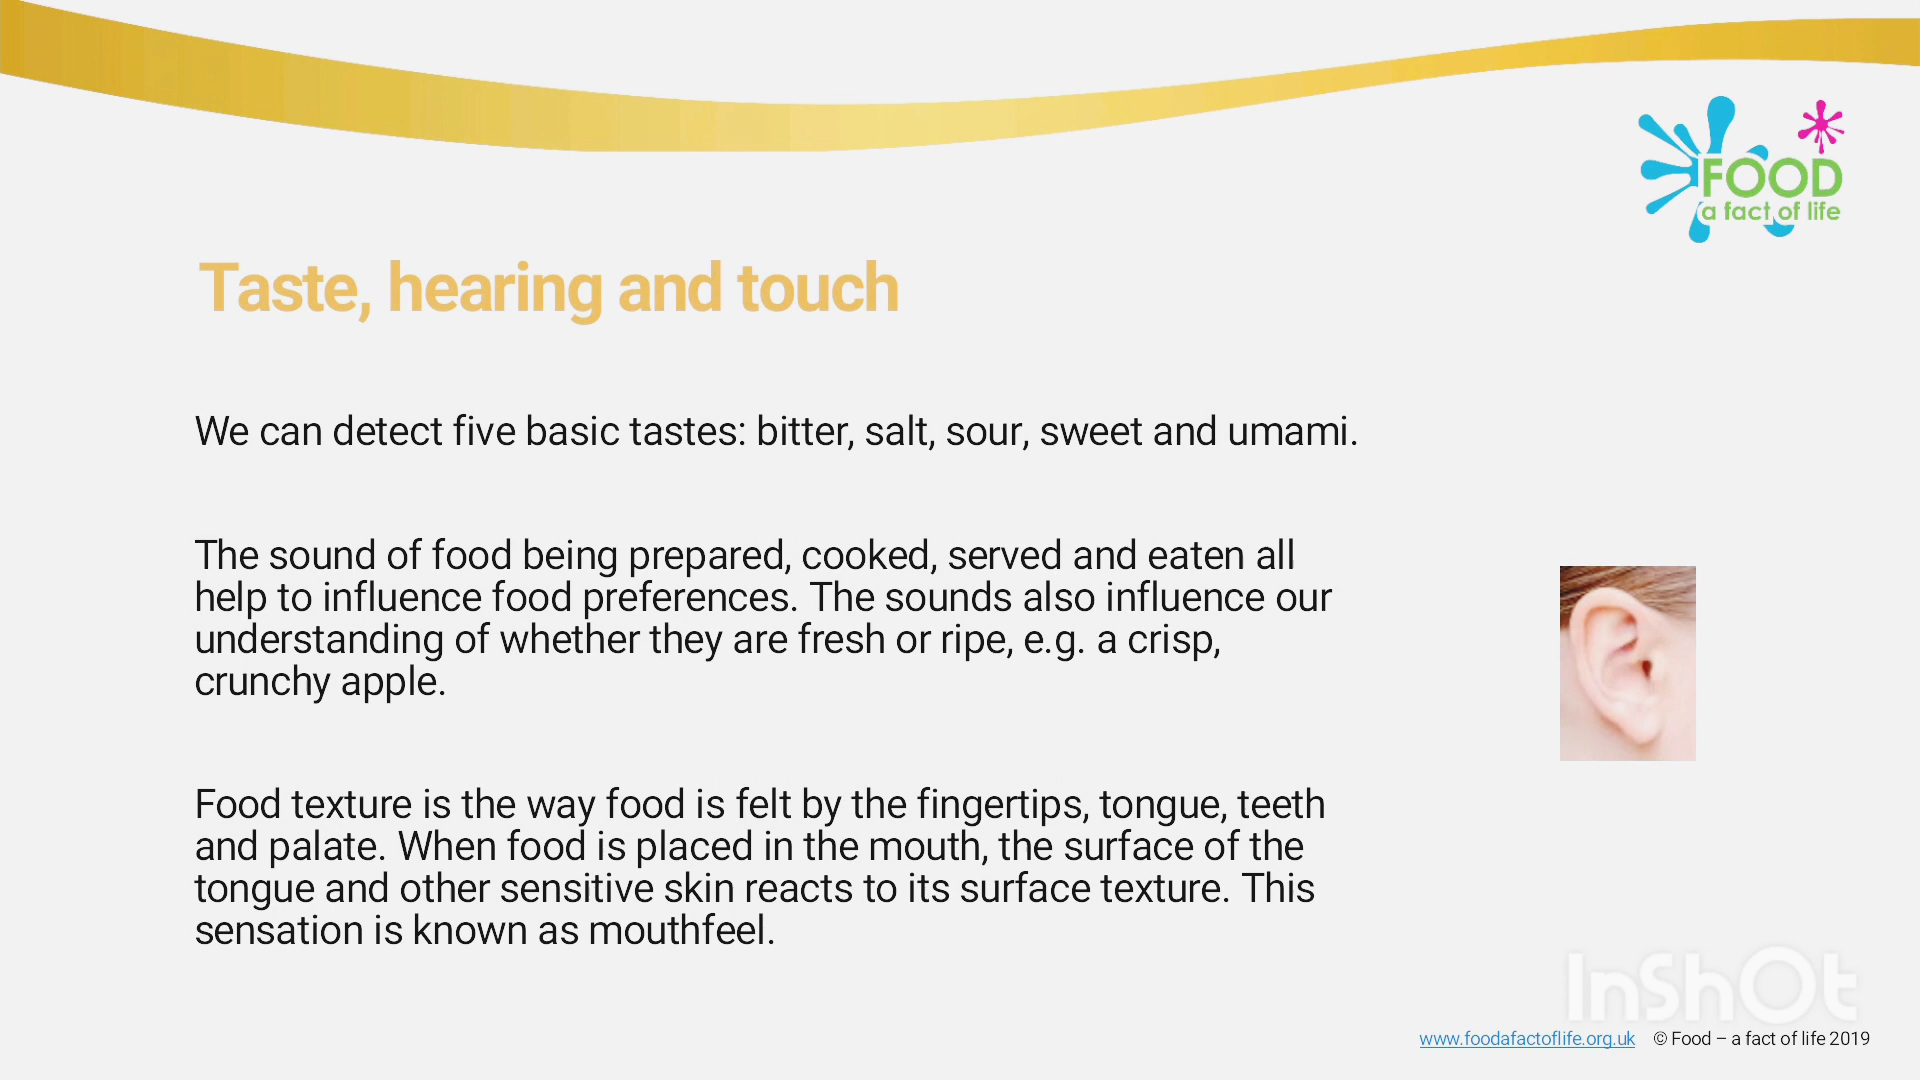 FOOD
a fact of life
Taste, hearing and touch
We can detect five basic tastes: bitter, salt, sour, sweet and umami.
The sound of food being prepared, cooked, served and eaten all
help to influence food preferences. The sounds also influence our
understanding of whether they are fresh or ripe, e.g. a crisp,
crunchy apple.
Food texture is the way food is felt by the fingertips, tongue, teeth
and palate. When food is placed in the mouth, the surface of the
tongue and other sensitive skin reacts to its surface texture. This
sensation is known as mouthfeel.
InShOt
www.foodafactoflife.org.uk © Food – a fact of life 2019